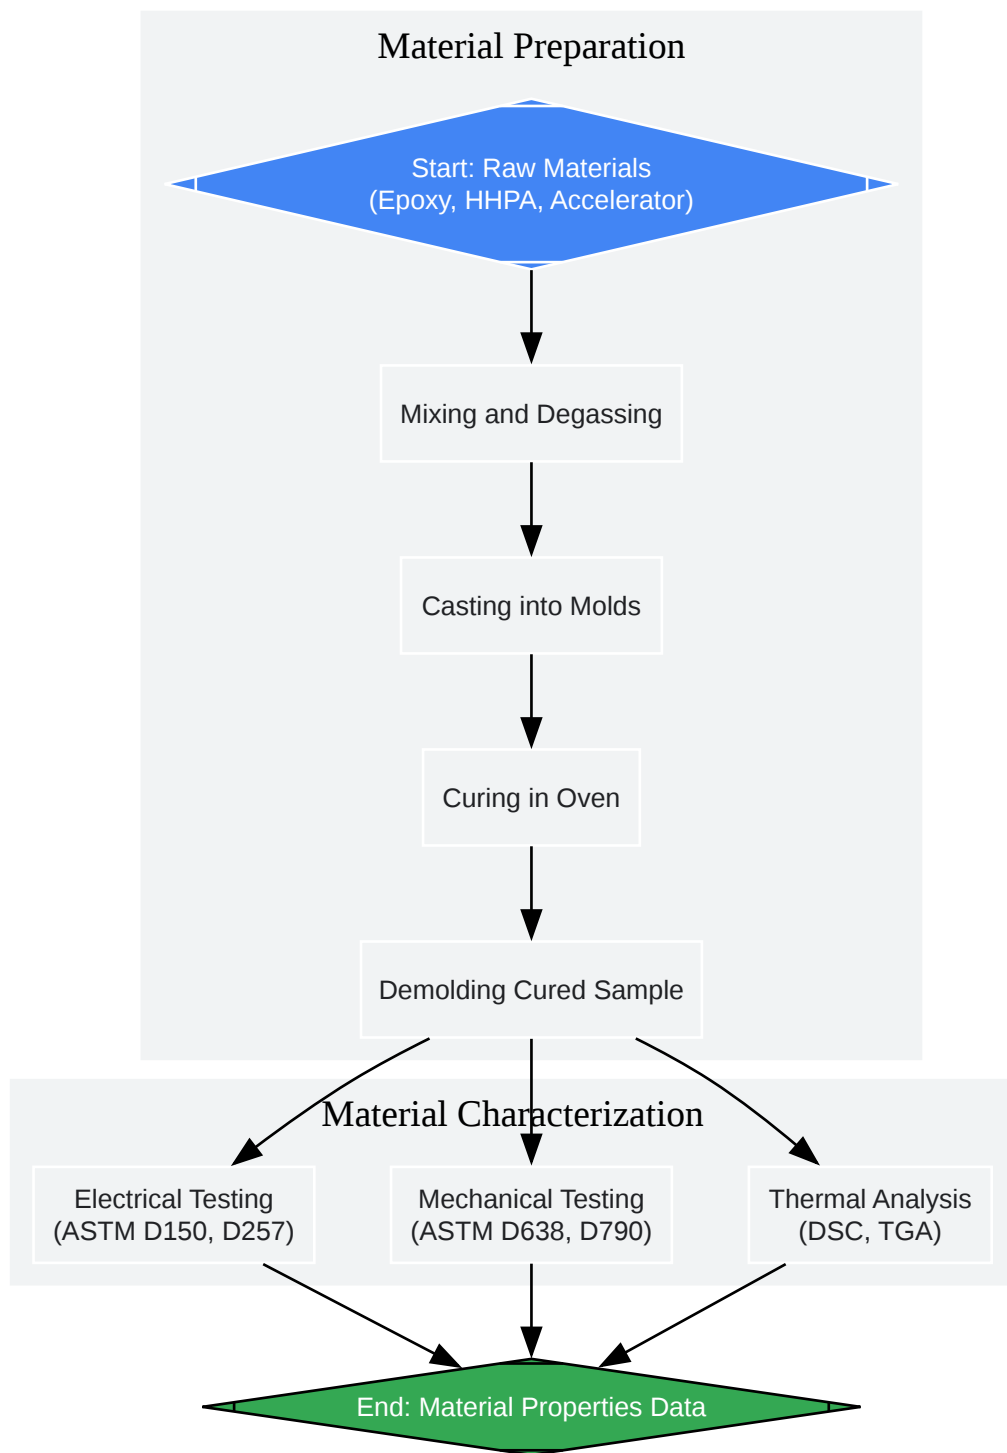 Material Preparation
Start: Raw Materials
(Epoxy, HHPA, Accelerator)
Mixing and Degassing
Casting into Molds
Curing in Oven
Demolding Cured Sample
Material Characterization
Electrical Testing
(ASTM D150, D257)
Mechanical Testing
(ASTM D638, D790)
Thermal Analysis
(DSC, TGA)
End: Material Properties Data